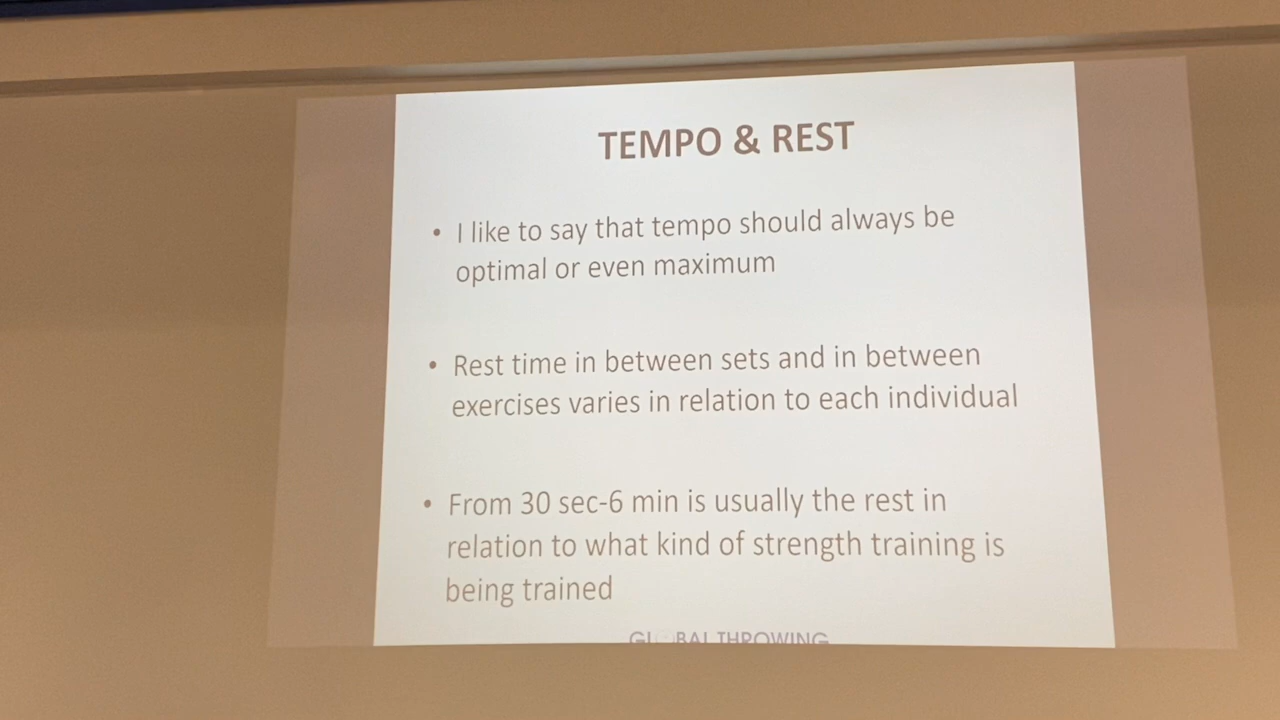 TEMPO & REST
• I like to say that tempo should always be
optimal or even maximum
• Rest time in between sets and in between
exercises varies in relation to each individual
• From 30 sec-6 min is usually the rest in
relation to what kind of strength training is
being trained
GLOBAL THROWING